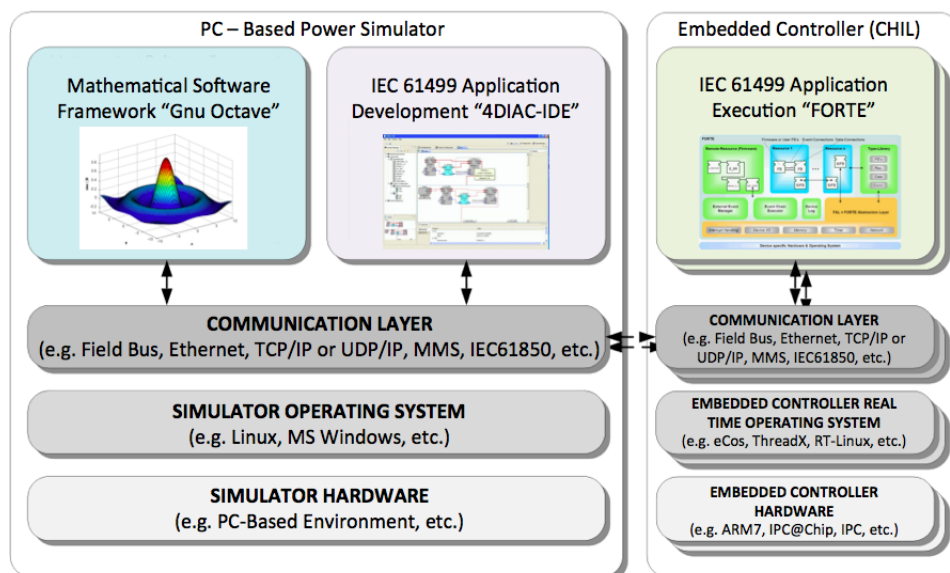 PC – Based Power Simulator
Mathematical Software
Framework “Gnu Octave”
IEC 61499 Application
Development “4DIAC-IDE”
COMMUNICATION LAYER
(e.g. Field Bus, Ethernet, TCP/IP or UDP/IP, MMS, IEC61850, etc.)
SIMULATOR OPERATING SYSTEM
(e.g. Linux, MS Windows, etc.)
SIMULATOR HARDWARE
(e.g. PC-Based Environment, etc.)
Embedded Controller (CHIL)
IEC 61499 Application
Execution “FORTE”
COMMUNICATION LAYER
(e.g. Field Bus, Ethernet, TCP/IP or
UDP/IP, MMS, IEC61850, etc.)
EMBEDDED CONTROLLER REAL
TIME OPERATING SYSTEM
(e.g. eCos, ThreadX, RT-Linux, etc.)
EMBEDDED CONTROLLER
HARDWARE
(e.g. ARM7, IPC@Chip, IPC, etc.)